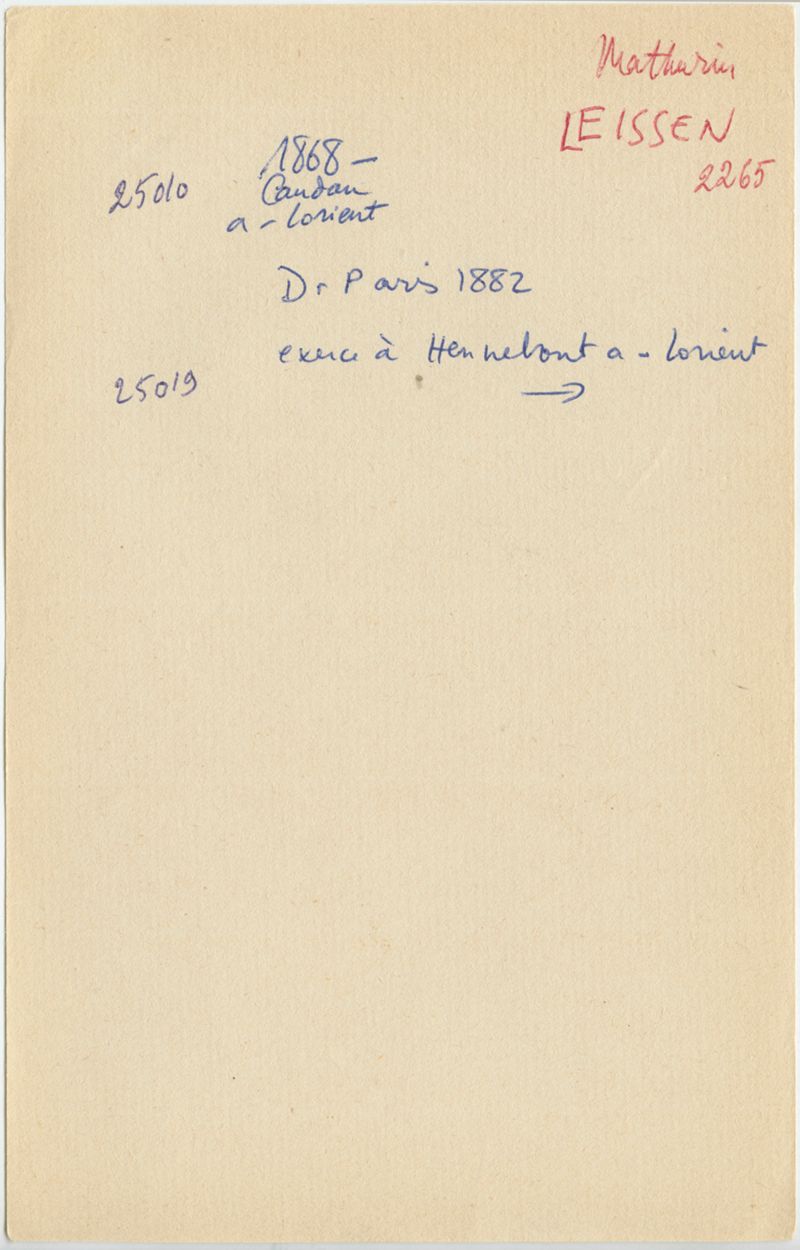 Mathurin
LEISSEN
2265
1868 -
25010 Caudan
a - Lorient
Dr Paris 1882
exerce à Hennebont a - Lorient
25019 →